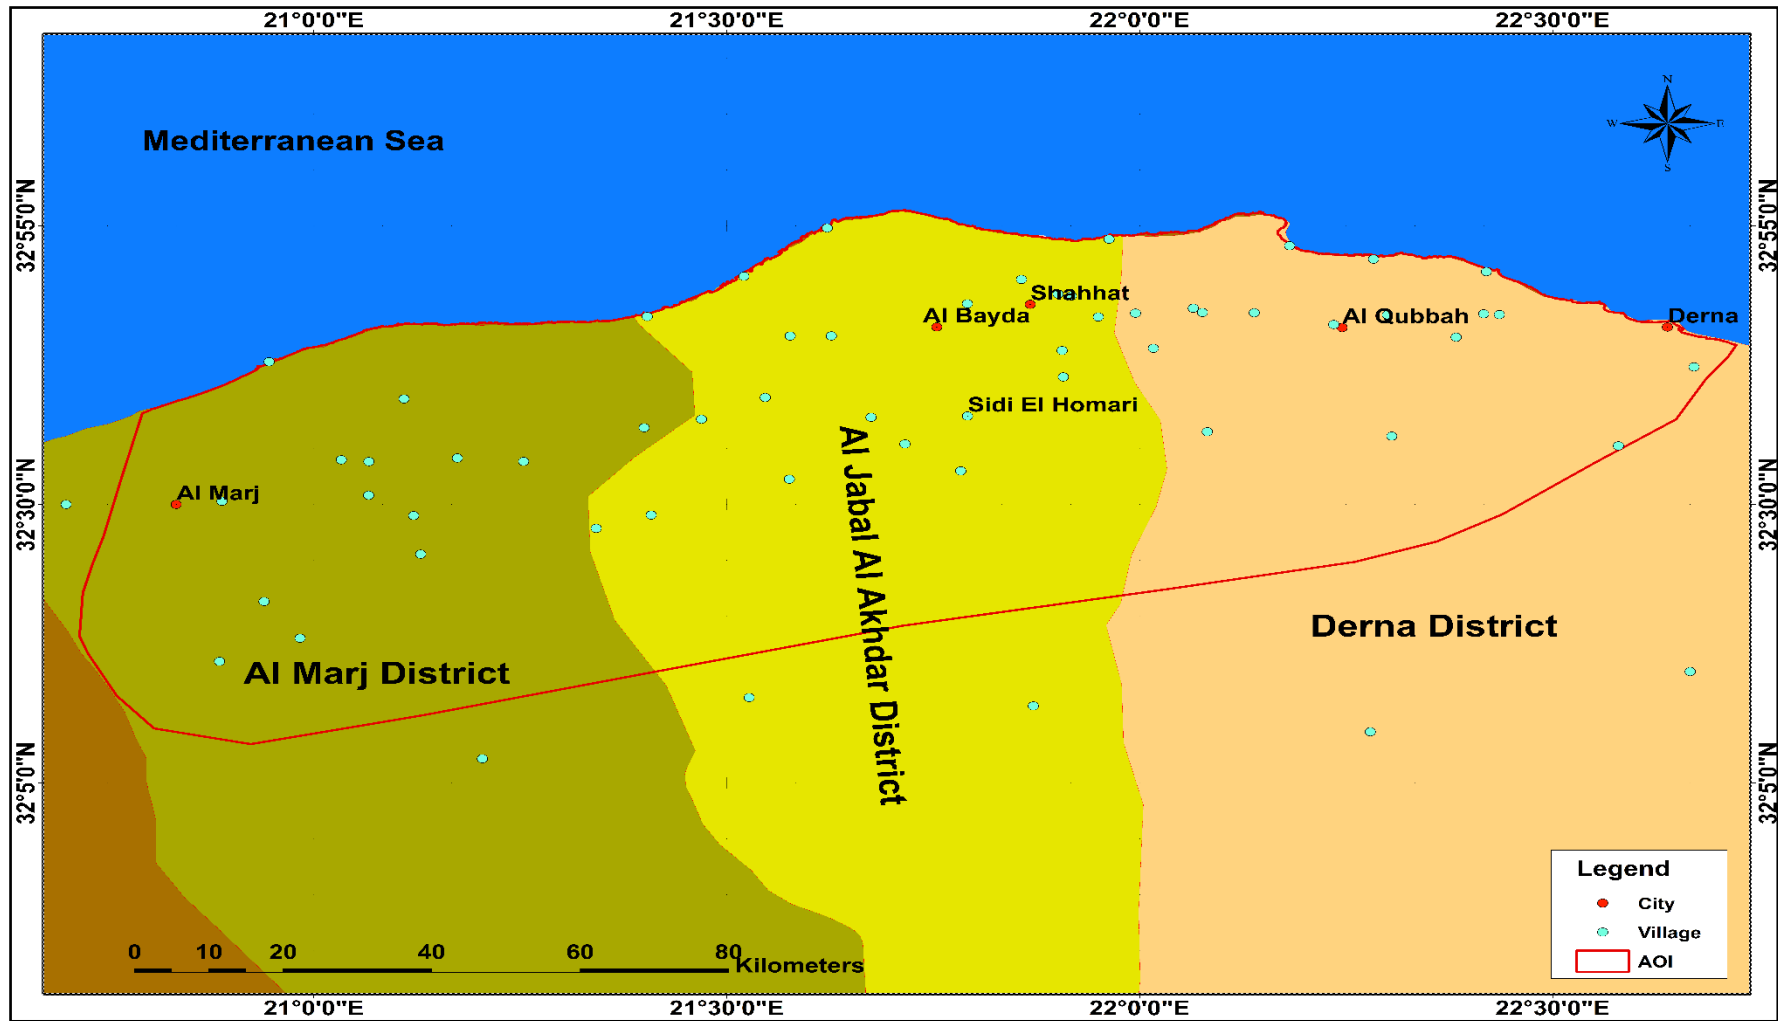 21°0'0"E
21°30'0"E
22°0'0"E
22°30'0"E
N
W
E
S
Mediterranean Sea
32°55'0"N
32°55'0"N
Shahhat
Al Bayda
Al Qubbah
Derna
Sidi El Homari
Al Marj
32°30'0"N
32°30'0"N
Al Jabal Al Akhdar District
Derna District
Al Marj District
32°5'0"N
32°5'0"N
Legend
City
Village
AOI
0
10
20
40
60
80
Kilometers
21°0'0"E
21°30'0"E
22°0'0"E
22°30'0"E